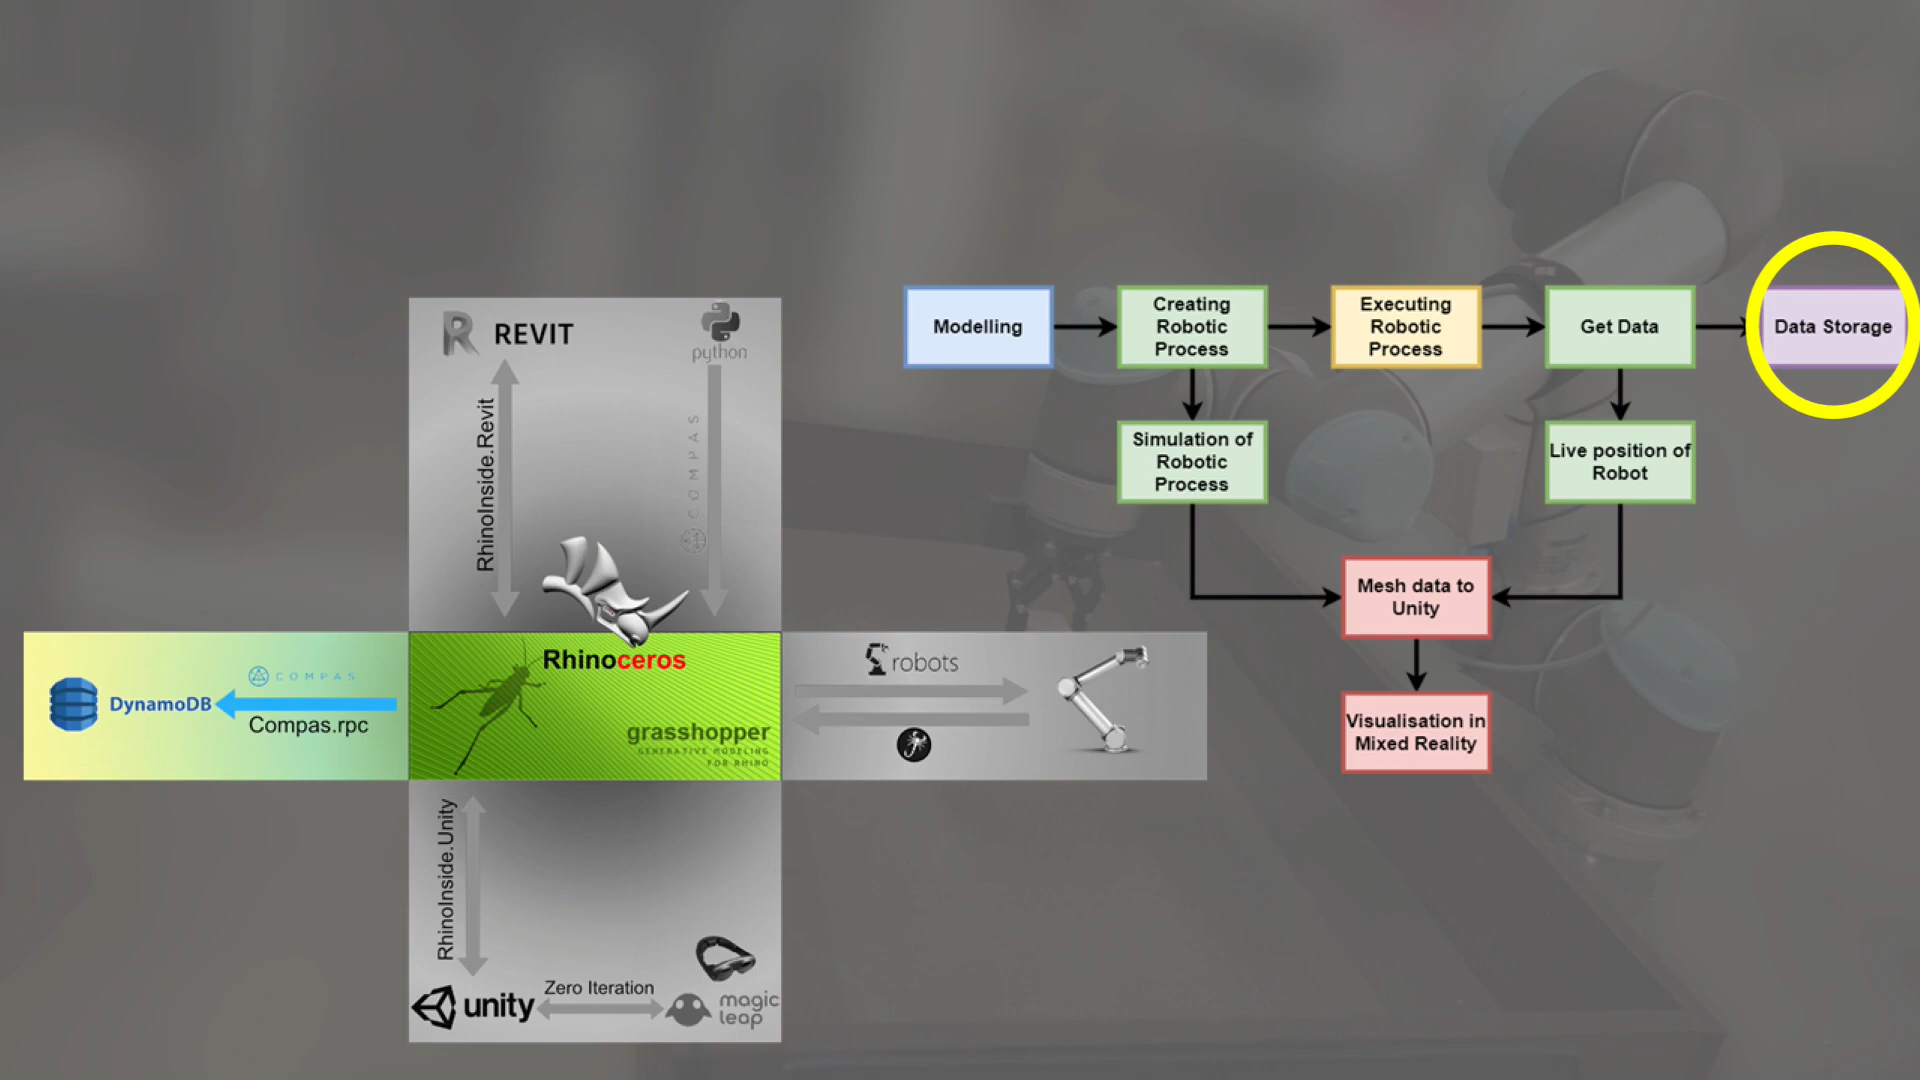 REVIT
python
RhinoInside.Revit
COMPAS
Rhinoceros
grasshopper
GENERATIVE MODELING
FOR RHINO
DynamoDB
COMPAS
Compas.rpc
robots
RhinoInside.Unity
unity
Zero Iteration
magic
leap
Modelling
Creating
Robotic
Process
Executing
Robotic
Process
Get Data
Data Storage
Simulation of
Robotic
Process
Live position of
Robot
Mesh data to
Unity
Visualisation in
Mixed Reality